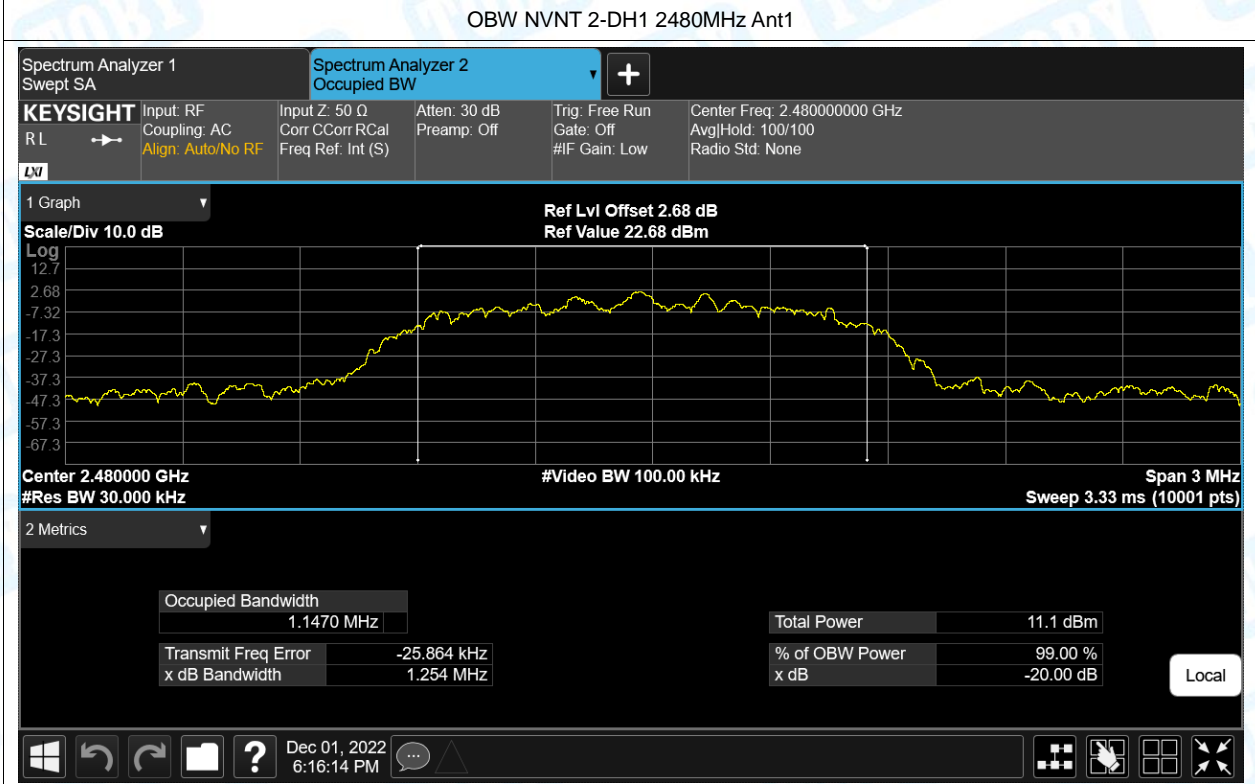 OBW NVNT 2-DH1 2480MHz Ant1
Spectrum Analyzer 1
Swept SA
Spectrum Analyzer 2
Occupied BW
KEYSIGHT
R L
LXI
Input: RF
Coupling: AC
Align: Auto/No RF
Input Z: 50 Ω
Corr CCorr RCal
Freq Ref: Int (S)
Atten: 30 dB
Preamp: Off
Trig: Free Run
Gate: Off
#IF Gain: Low
Center Freq: 2.480000000 GHz
Avg|Hold: 100/100
Radio Std: None
1 Graph
Scale/Div 10.0 dB
Ref Lvl Offset 2.68 dB
Ref Value 22.68 dBm
Log
12.7
2.68
-7.32
-17.3
-27.3
-37.3
-47.3
-57.3
-67.3
Center 2.480000 GHz
#Res BW 30.000 kHz
#Video BW 100.00 kHz
Span 3 MHz
Sweep 3.33 ms (10001 pts)
2 Metrics
Occupied Bandwidth
1.1470 MHz
Transmit Freq Error -25.864 kHz
x dB Bandwidth 1.254 MHz
Total Power 11.1 dBm
% of OBW Power 99.00 %
x dB -20.00 dB
Local
Dec 01, 2022
6:16:14 PM